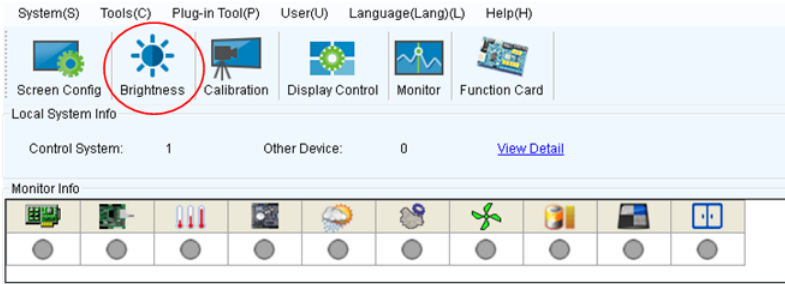 System(S) Tools(C) Plug-in Tool(P) User(U) Language(Lang)(L) Help(H)
Screen Config Brightness Calibration Display Control Monitor Function Card
Local System Info
Control System: 1 Other Device: 0 View Detail
Monitor Info